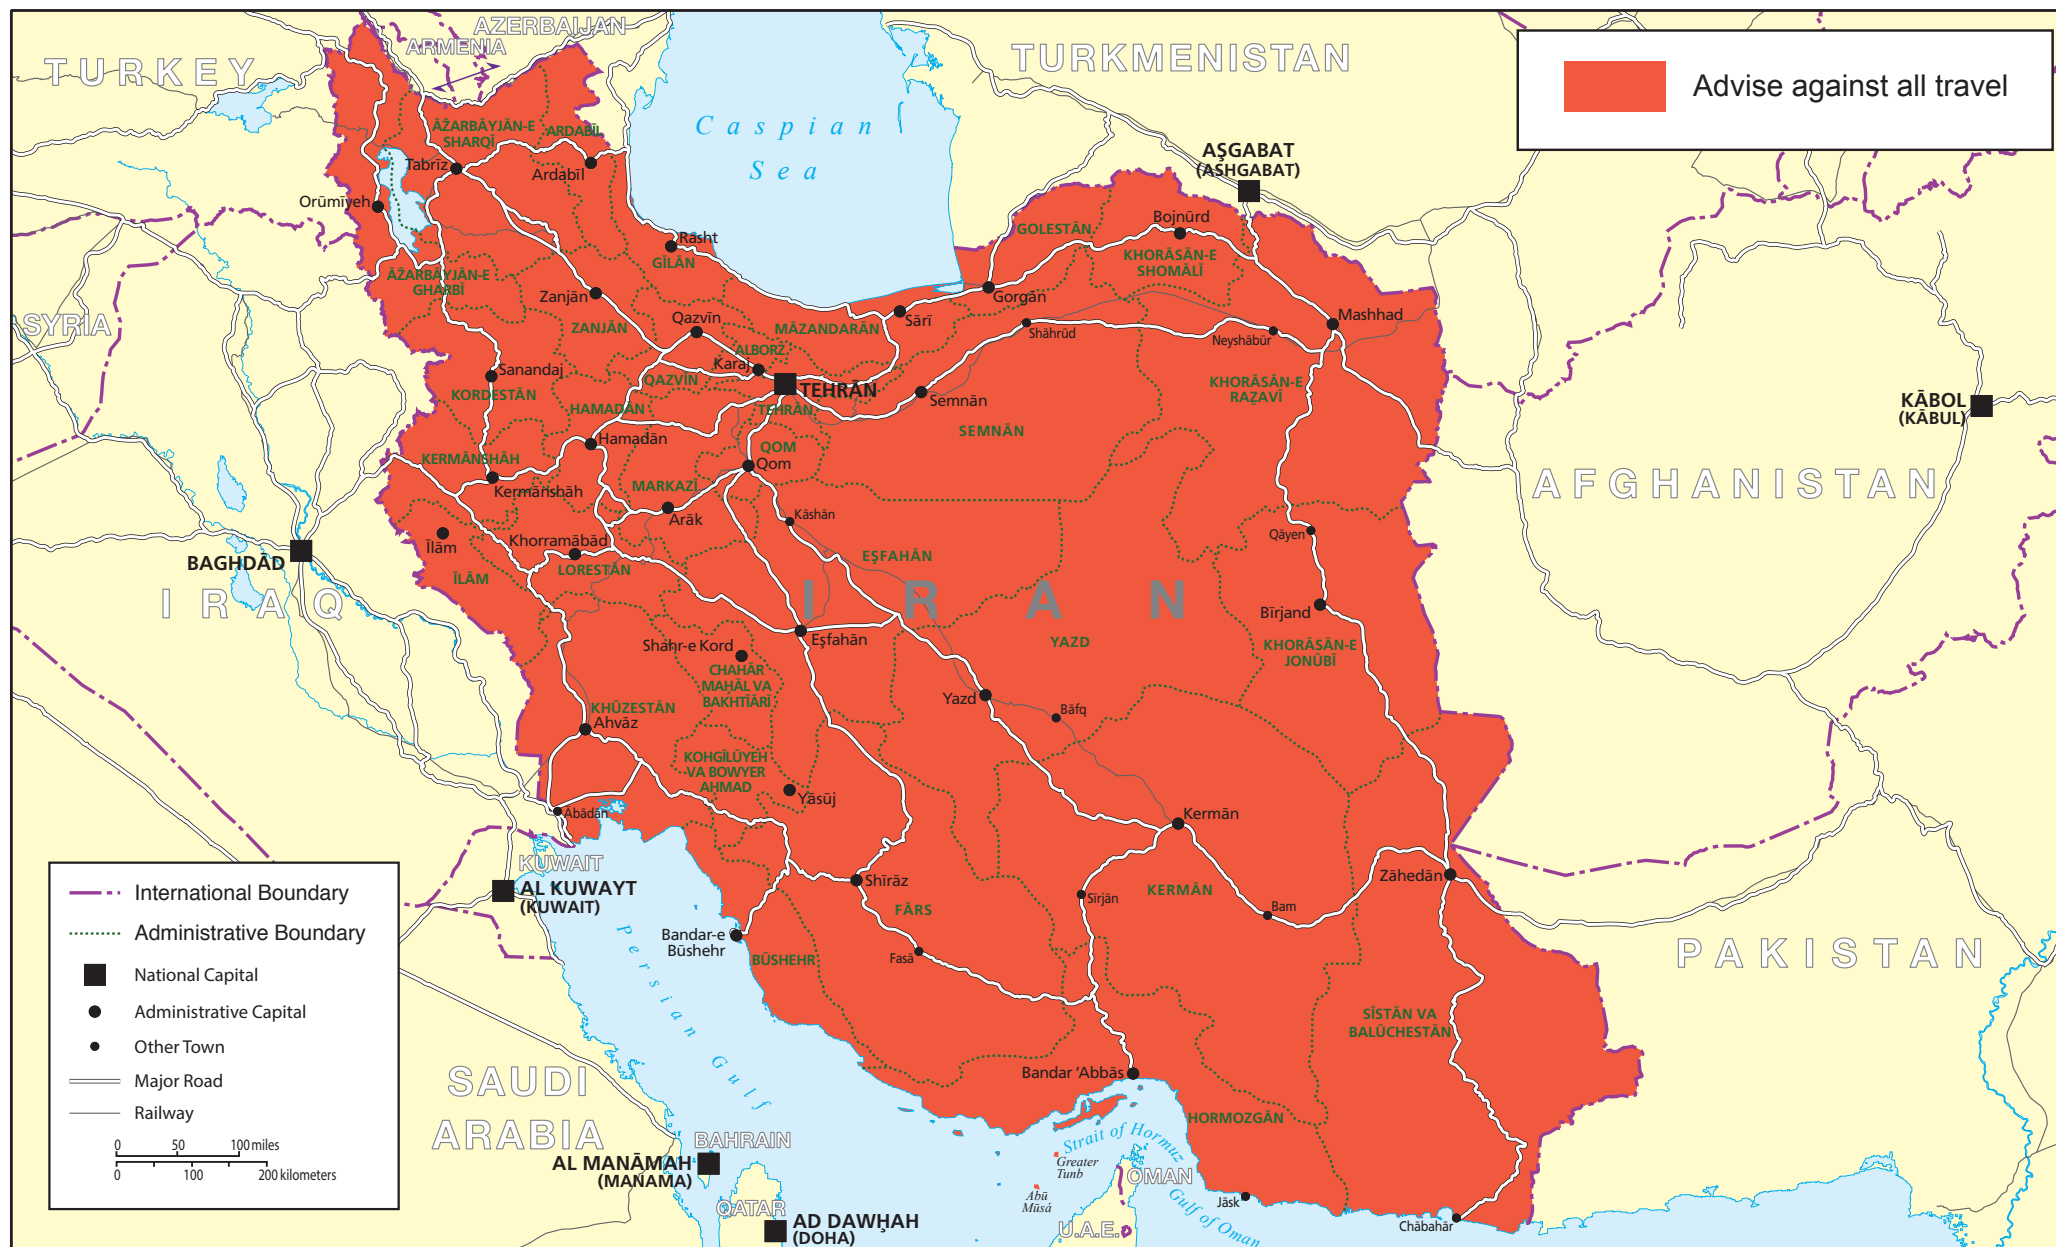 AZERBAIJAN
ARMENIA
TURKEY
TURKMENISTAN
Advise against all travel
Caspian
Sea
AŞGABAT
(ASHGABAT)
ĀŽARBĀYJĀN-E
SHARQĪ
ARDABĪL
Tabrīz
Ardabīl
Orūmīyeh
Rasht
GĪLĀN
GOLESTĀN
Bojnūrd
KHORĀSĀN-E
SHOMĀLĪ
ĀŽARBĀYJĀN-E
GHARBĪ
Zanjān
Gorgān
SYRIA
ZANJĀN
Qazvīn
MĀZANDARĀN
Sārī
Shāhrūd
Neyshābūr
Mashhad
ALBORZ
Karaj
Sanandaj
KORDESTĀN
QAZVĪN
TEHRĀN
HAMADĀN
TEHRĀN
Semnān
SEMNĀN
KHORĀSĀN-E
RAẔAVĪ
KĀBOL
(KĀBUL)
Hamadān
QOM
Qom
KERMĀNSHĀH
Kermānshāh
MARKAZĪ
Arāk
Kāshān
AFGHANISTAN
Īlām
Khorramābād
LORESTĀN
ĪLĀM
BAGHDĀD
IRAQ
EŞFAHĀN
IRAN
Qāyen
Bīrjand
Eşfahān
Shahr-e Kord
YAZD
KHORĀSĀN-E
JONŪBĪ
CHAHĀR
MAḨĀL VA
BAKHTĪĀRĪ
KHŪZESTĀN
Ahvāz
Yazd
Bāfq
KOHGĪLŪYEH
VA BOWYER
AḨMAD
Yāsūj
Ābādān
Kermān
KUWAIT
AL KUWAYT
(KUWAIT)
Shīrāz
FĀRS
Sīrjān
KERMĀN
Bam
Zāhedān
Bandar-e
Būshehr
BŪSHEHR
Fasā
PAKISTAN
Persian Gulf
SĪSTĀN VA
BALŪCHESTĀN
Bandar ‘Abbās
HORMOZGĀN
SAUDI
ARABIA
BAHRAIN
AL MANĀMAH
(MANAMA)
Strait of Hormuz
Greater
Tunb
Abū
Mūsá
OMAN
Jāsk
Gulf of Oman
Chābahār
QATAR
AD DAWḨAH
(DOHA)
U.A.E.
International Boundary
Administrative Boundary
National Capital
Administrative Capital
Other Town
Major Road
Railway
0 50 100 miles
0 100 200 kilometers